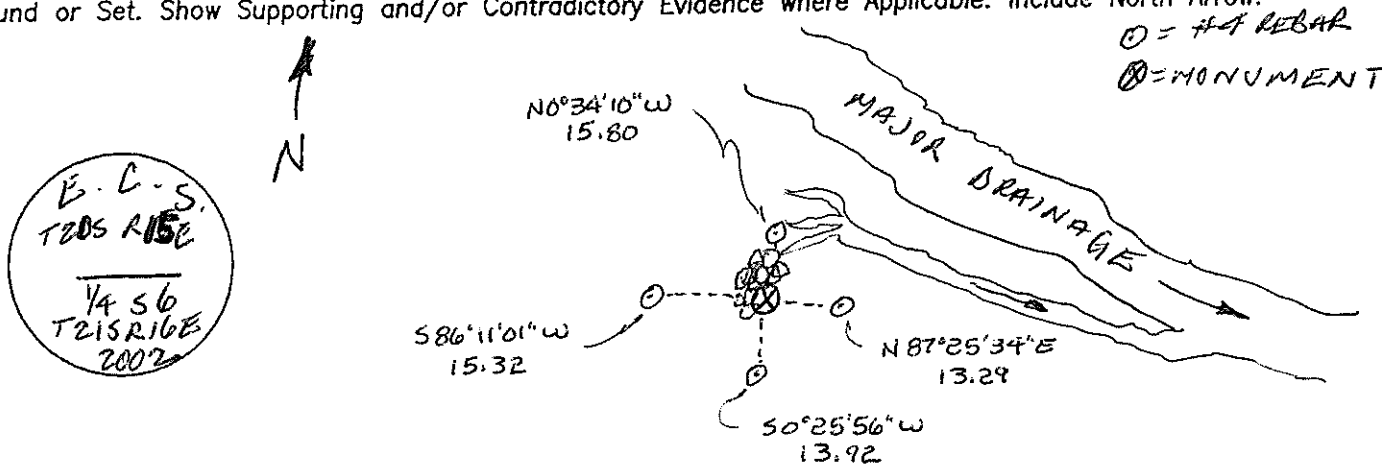 und or Set. Show Supporting and/or Contradictory Evidence Where Applicable. Include North Arrow.
⊙ = #4 REBAR
⊗ = MONUMENT
N
N0°34'10"W
15.80
MAJOR DRAINAGE
E.C.S.
T20S R15E
1/4 S6
T21S R16E
2002
S86°11'01"W
15.32
N87°25'34"E
13.29
S0°25'56"W
13.92